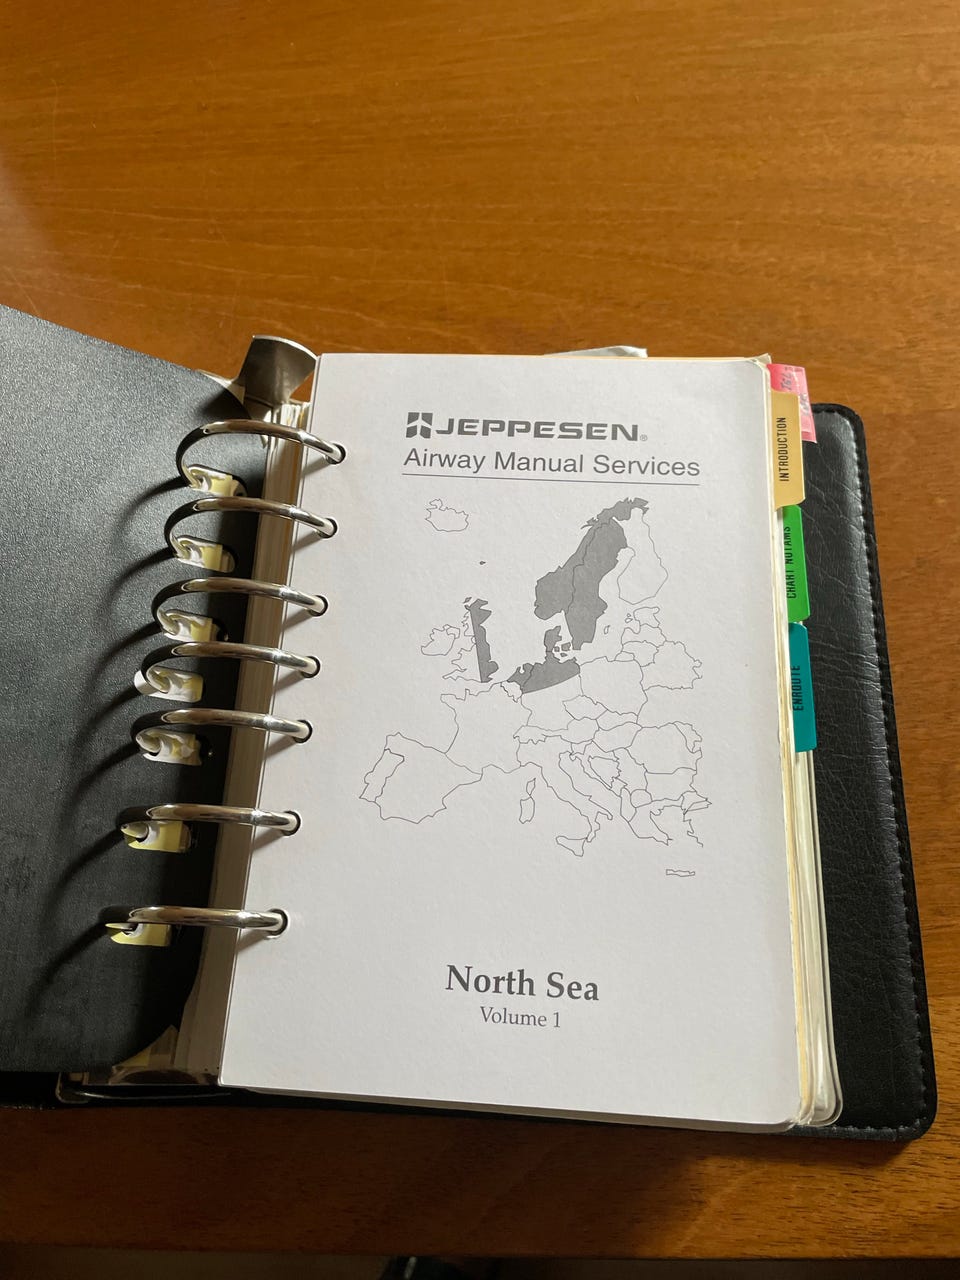 JEPPESEN®
Airway Manual Services
INTRODUCTION
CHART NOTAMS
ENROUTE
North Sea
Volume 1